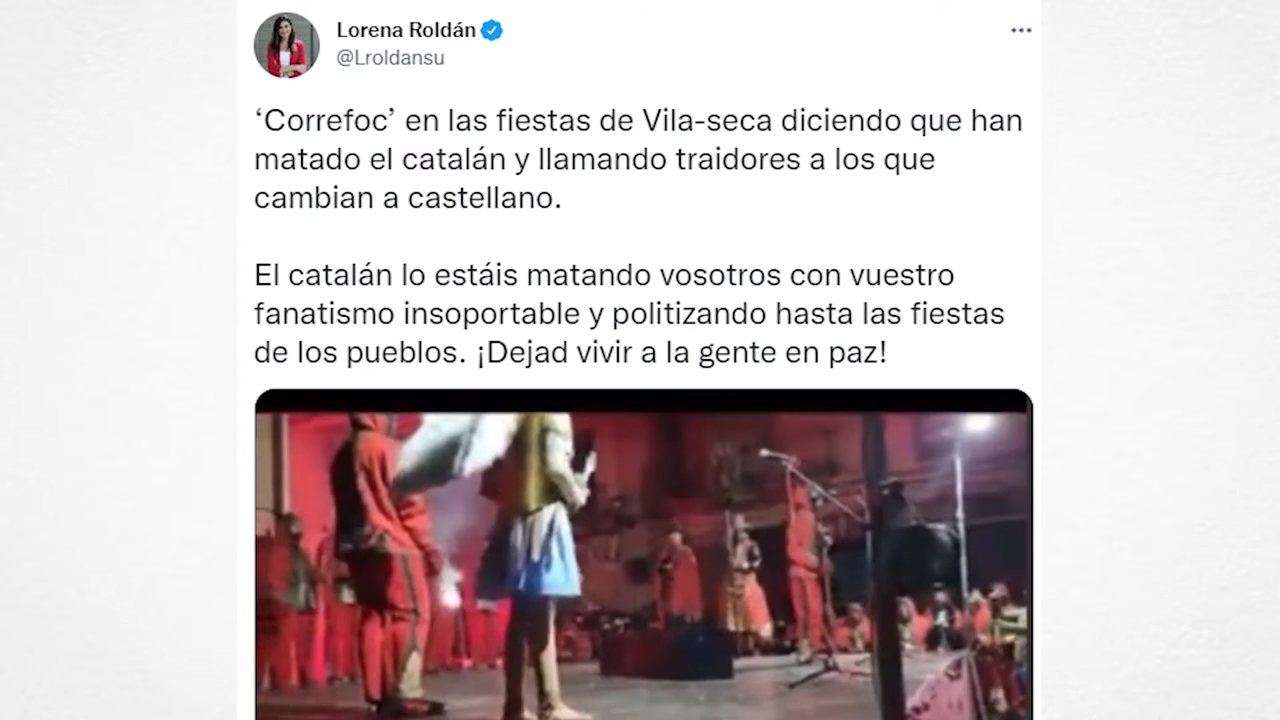 Lorena Roldán
@Lroldansu
‘Correfoc’ en las fiestas de Vila-seca diciendo que han
matado el catalán y llamando traidores a los que
cambian a castellano.
El catalán lo estáis matando vosotros con vuestro
fanatismo insoportable y politizando hasta las fiestas
de los pueblos. ¡Dejad vivir a la gente en paz!